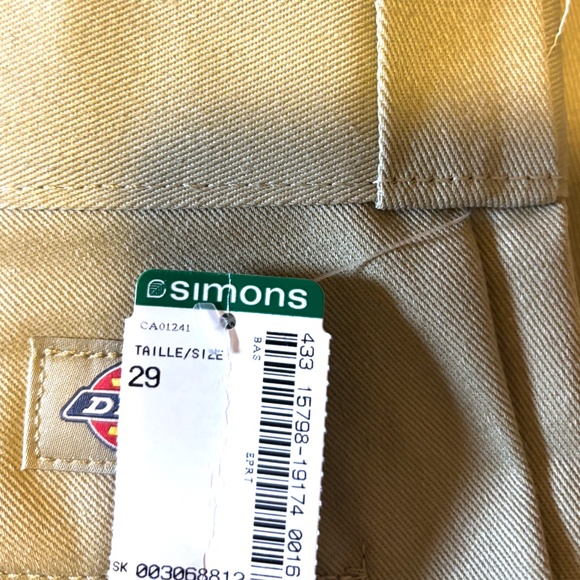 simons
CA01241
TAILLE/SIZE
29
BAS
433 15798-19174 0016
EPRT
SK 003068812